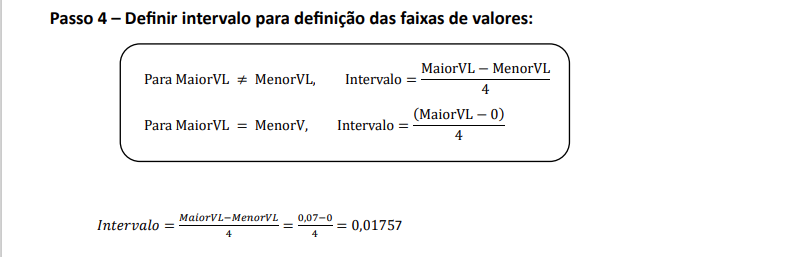 Passo 4 – Definir intervalo para definição das faixas de valores:
Para MaiorVL ≠ MenorVL, Intervalo = (MaiorVL − MenorVL)/4
Para MaiorVL = MenorV, Intervalo = (MaiorVL − 0)/4
Intervalo = (MaiorVL−MenorVL)/4 = (0,07−0)/4 = 0,01757